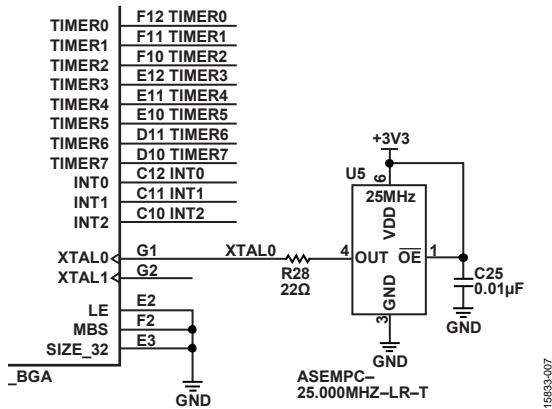 TIMER0 F12 TIMER0
TIMER1 F11 TIMER1
TIMER2 F10 TIMER2
TIMER3 E12 TIMER3
TIMER4 E11 TIMER4
TIMER5 E10 TIMER5
TIMER6 D11 TIMER6
TIMER7 D10 TIMER7
INT0 C12 INT0
INT1 C11 INT1
INT2 C10 INT2
XTAL0 G1 XTAL0
XTAL1 G2
LE E2
MBS F2
SIZE_32 E3
_BGA
GND
R28
22Ω
+3V3
U5
6
25MHz
VDD
4 OUT OE 1
GND
3
GND
C25
0.01µF
GND
ASEMPC–
25.000MHZ–LR–T
15833-007